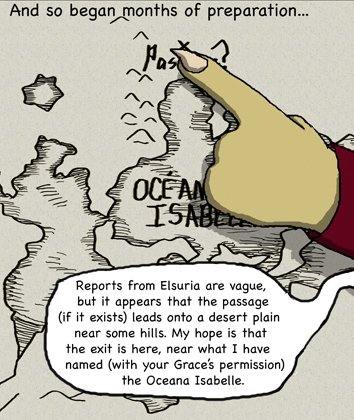 And so began months of preparation...
OCÉAN
ISABEL
Reports from Elsuria are vague,
but it appears that the passage
(if it exists) leads onto a desert plain
near some hills. My hope is that
the exit is here, near what I have
named (with your Grace's permission)
the Oceana Isabelle.